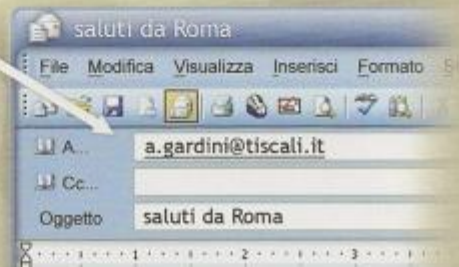 saluti da Roma
File Modifica Visualizza Inserisci Formato
A... a.gardini@tiscali.it
Cc...
Oggetto saluti da Roma
1 2 3